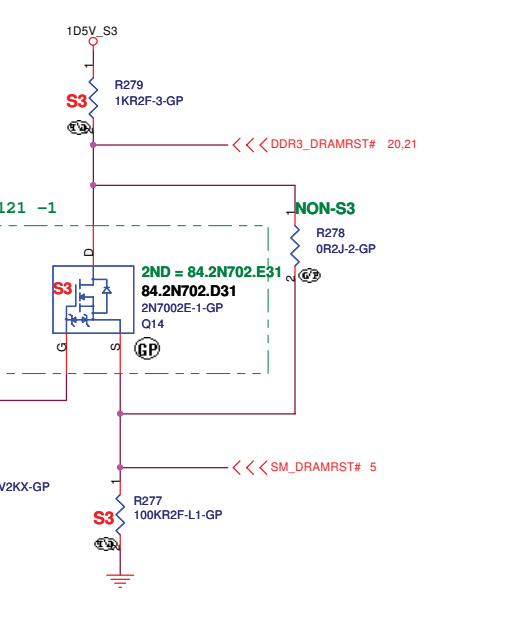 1D5V_S3
1
R279
S3
1KR2F-3-GP
DDR3_DRAMRST# 20,21
121 -1
1
NON-S3
R278
0R2J-2-GP
2
D
2ND = 84.2N702.E31
S3
84.2N702.D31
2N7002E-1-GP
Q14
G
S
GP
SM_DRAMRST# 5
V2KX-GP
1
R277
S3
100KR2F-L1-GP